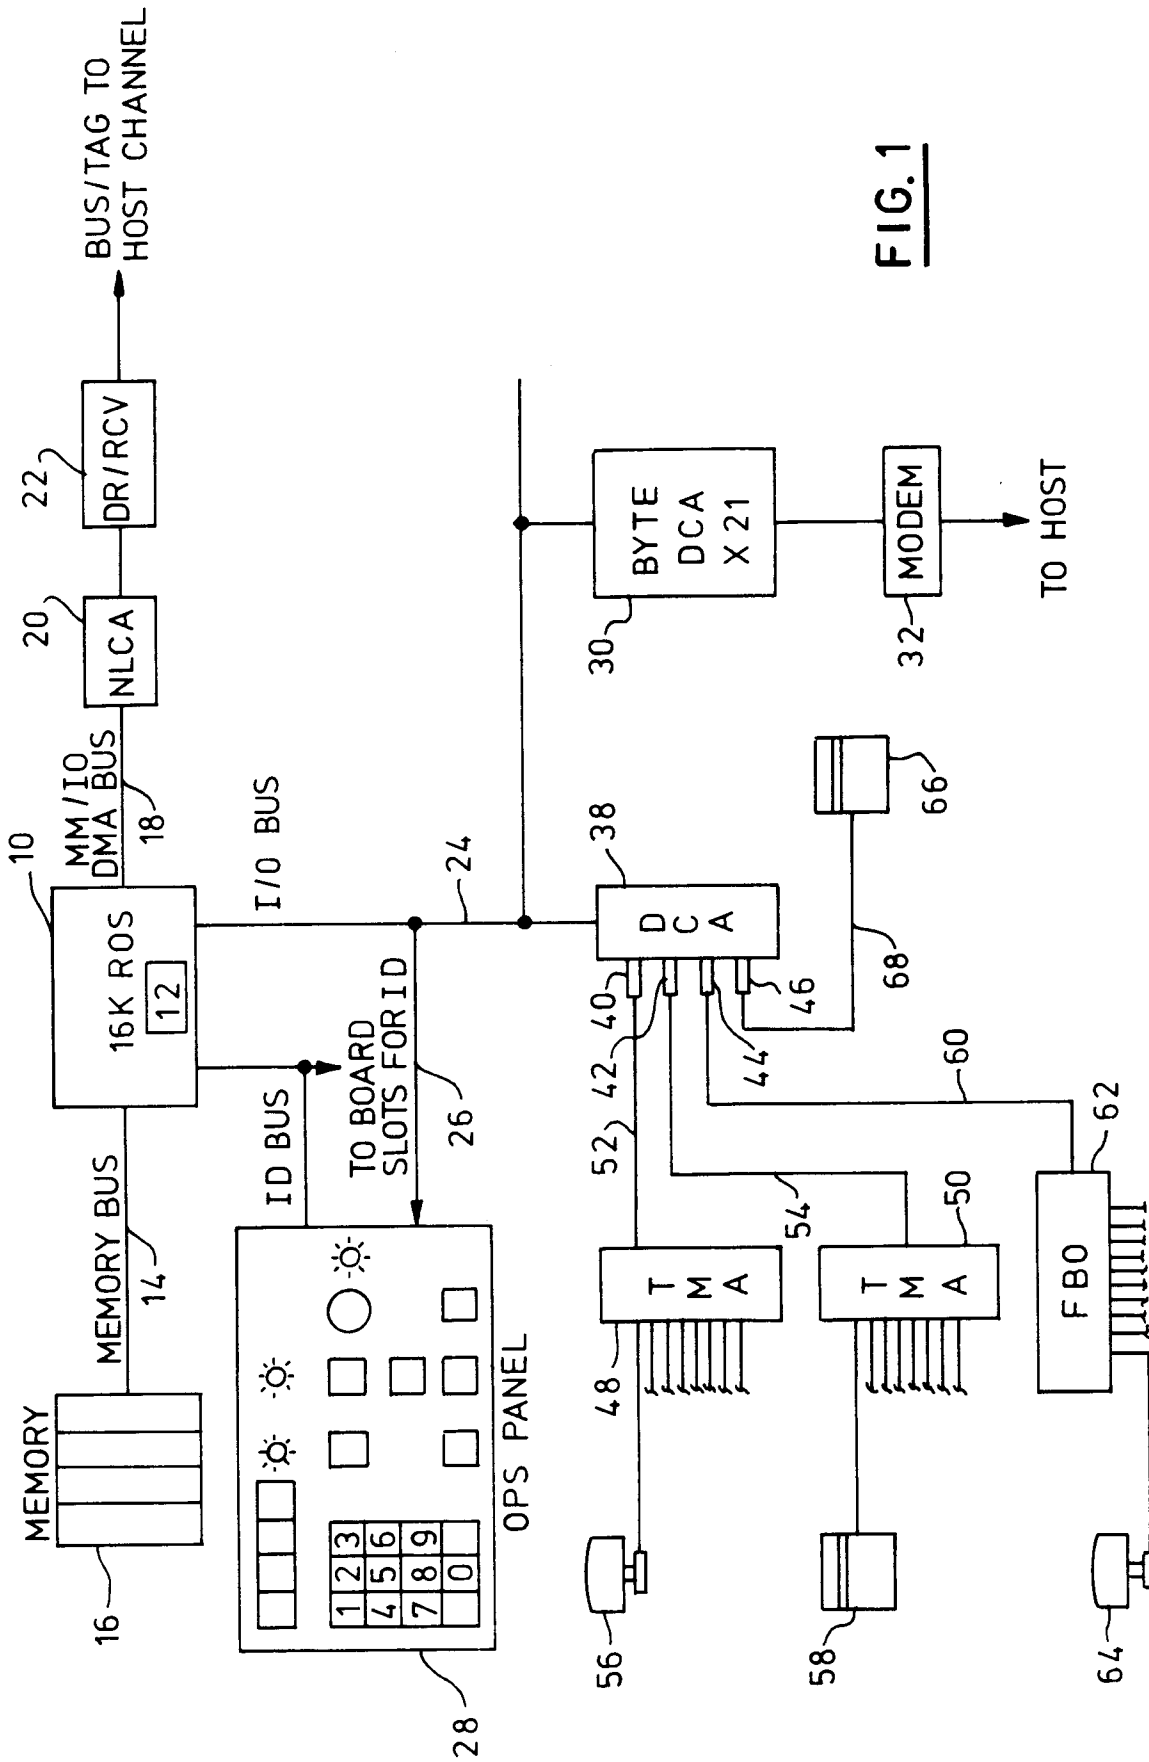 MEMORY
16
MEMORY BUS
14
10
16K ROS
12
MM/IO
DMA BUS
18
20
NLCA
22
DR/RCV
BUS/TAG TO
HOST CHANNEL
ID BUS
TO BOARD
SLOTS FOR ID
26
I/O BUS
24
1 2 3
4 5 6
7 8 9
0
OPS PANEL
28
BYTE
DCA
X 21
30
MODEM
32
TO HOST
FIG. 1
DCA
38
40
42
44
46
52
54
60
68
66
TMA
48
TMA
50
FBO
62
56
58
64